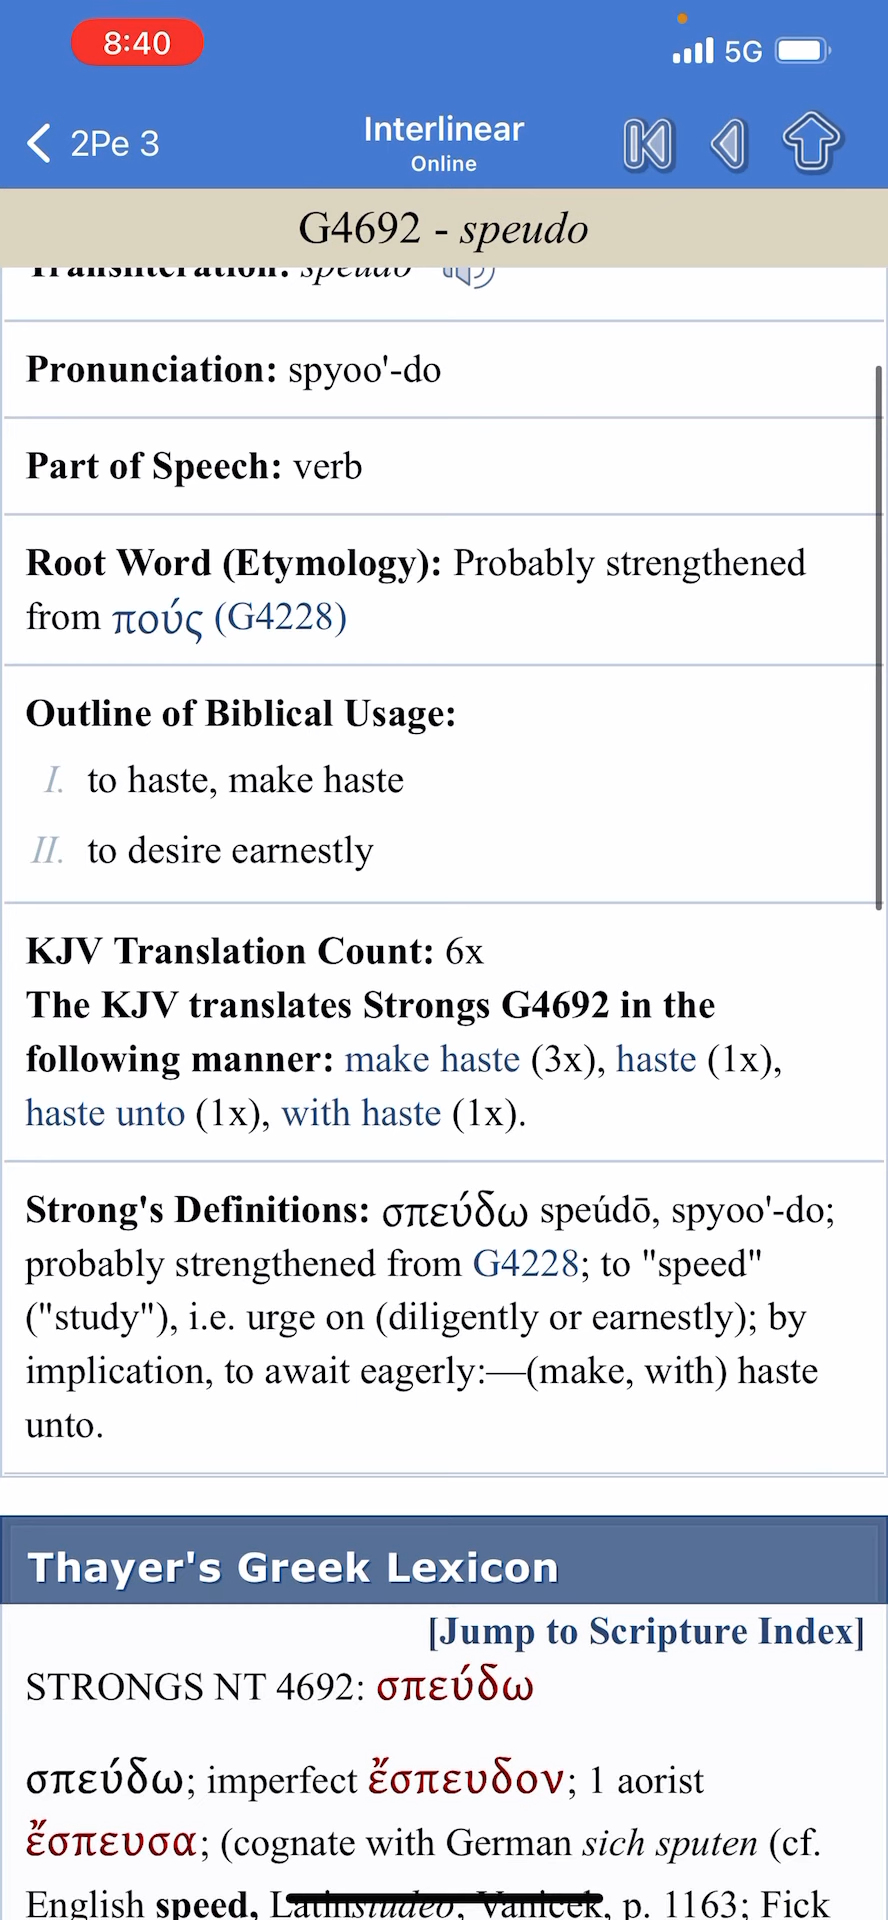 8:40
5G
2Pe 3
Interlinear
Online
G4692 - speudo
Transliteration: speudo
Pronunciation: spyoo'-do
Part of Speech: verb
Root Word (Etymology): Probably strengthened
from πούς (G4228)
Outline of Biblical Usage:
I. to haste, make haste
II. to desire earnestly
KJV Translation Count: 6x
The KJV translates Strongs G4692 in the
following manner: make haste (3x), haste (1x),
haste unto (1x), with haste (1x).
Strong's Definitions: σπεύδω speúdō, spyoo'-do;
probably strengthened from G4228; to "speed"
("study"), i.e. urge on (diligently or earnestly); by
implication, to await eagerly:—(make, with) haste
unto.
Thayer's Greek Lexicon
[Jump to Scripture Index]
STRONGS NT 4692: σπεύδω
σπεύδω; imperfect ἔσπευδον; 1 aorist
ἔσπευσα; (cognate with German sich sputen (cf.
English speed, Latin studeo; Vanicek, p. 1163; Fick